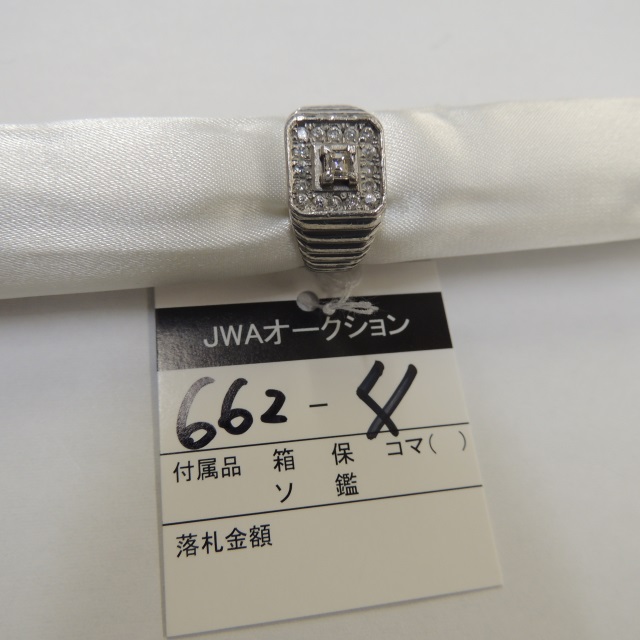 JWAオークション
662-4
付属品 箱 保 コマ( )
ソ 鑑
落札金額